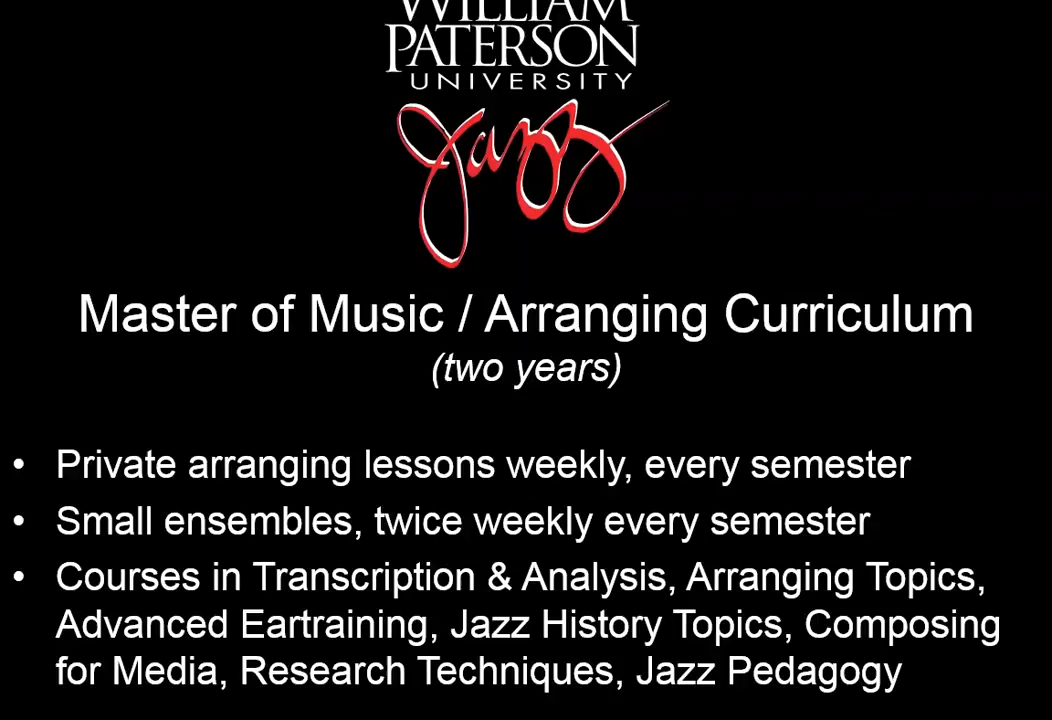 WILLIAM
PATERSON
UNIVERSITY
Jazz
Master of Music / Arranging Curriculum
(two years)
• Private arranging lessons weekly, every semester
• Small ensembles, twice weekly every semester
• Courses in Transcription & Analysis, Arranging Topics,
Advanced Eartraining, Jazz History Topics, Composing
for Media, Research Techniques, Jazz Pedagogy